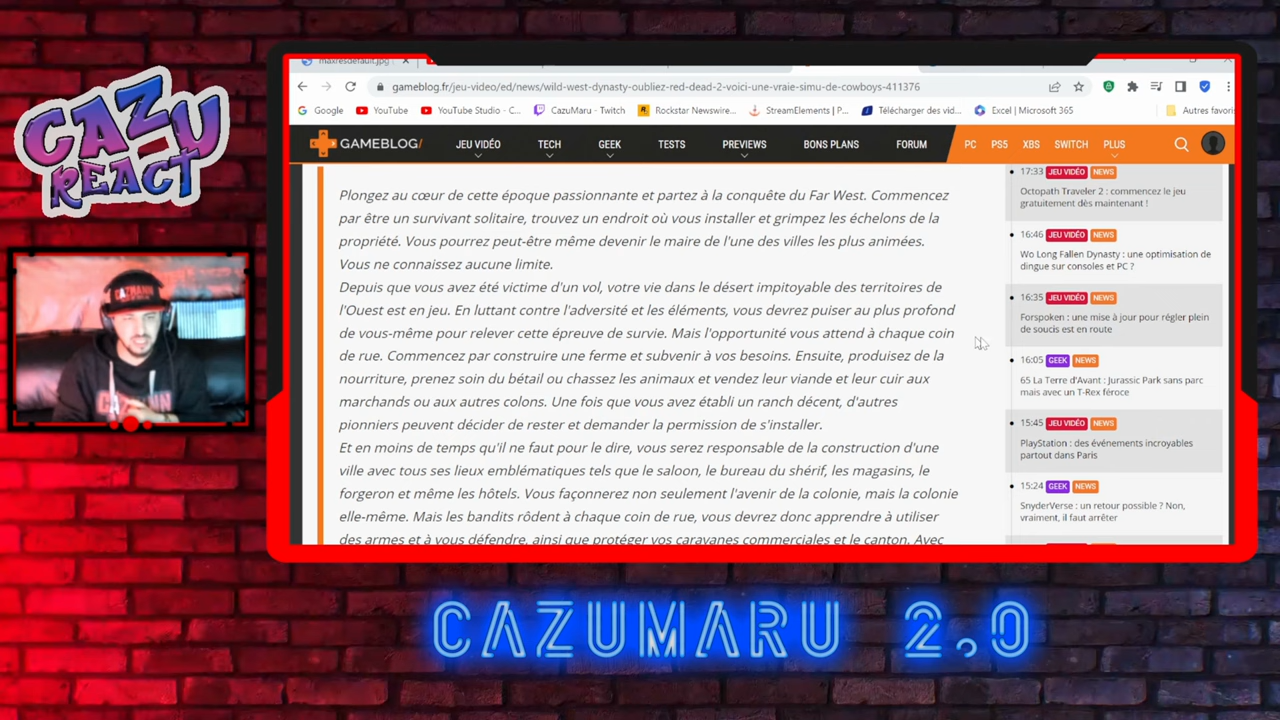 CAZU
REACT
CAZMANN
maxresdefault.jpg
gameblog.fr/jeu-video/ed/news/wild-west-dynasty-oubliez-red-dead-2-voici-une-vraie-simu-de-cowboys-411376
Google YouTube YouTube Studio - C... CazuMaru - Twitch Rockstar Newswire... StreamElements | P... Télécharger des vid... Excel | Microsoft 365 Autres favoris
GAMEBLOG/ JEU VIDÉO TECH GEEK TESTS PREVIEWS BONS PLANS FORUM PC PS5 XBS SWITCH PLUS
Plongez au cœur de cette époque passionnante et partez à la conquête du Far West. Commencez
par être un survivant solitaire, trouvez un endroit où vous installer et grimpez les échelons de la
propriété. Vous pourrez peut-être même devenir le maire de l'une des villes les plus animées.
Vous ne connaissez aucune limite.
Depuis que vous avez été victime d'un vol, votre vie dans le désert impitoyable des territoires de
l'Ouest est en jeu. En luttant contre l'adversité et les éléments, vous devrez puiser au plus profond
de vous-même pour relever cette épreuve de survie. Mais l'opportunité vous attend à chaque coin
de rue. Commencez par construire une ferme et subvenir à vos besoins. Ensuite, produisez de la
nourriture, prenez soin du bétail ou chassez les animaux et vendez leur viande et leur cuir aux
marchands ou aux autres colons. Une fois que vous avez établi un ranch décent, d'autres
pionniers peuvent décider de rester et demander la permission de s'installer.
Et en moins de temps qu'il ne faut pour le dire, vous serez responsable de la construction d'une
ville avec tous ses lieux emblématiques tels que le saloon, le bureau du shérif, les magasins, le
forgeron et même les hôtels. Vous façonnerez non seulement l'avenir de la colonie, mais la colonie
elle-même. Mais les bandits rôdent à chaque coin de rue, vous devrez donc apprendre à utiliser
des armes et à vous défendre, ainsi que protéger vos caravanes commerciales et le canton. Avec
17:33 JEU VIDÉO NEWS
Octopath Traveler 2 : commencez le jeu
gratuitement dès maintenant !
16:46 JEU VIDÉO NEWS
Wo Long Fallen Dynasty : une optimisation de
dingue sur consoles et PC ?
16:35 JEU VIDÉO NEWS
Forspoken : une mise à jour pour régler plein
de soucis est en route
16:05 GEEK NEWS
65 La Terre d'Avant : Jurassic Park sans parc
mais avec un T-Rex féroce
15:45 JEU VIDÉO NEWS
PlayStation : des événements incroyables
partout dans Paris
15:24 GEEK NEWS
SnyderVerse : un retour possible ? Non,
vraiment, il faut arrêter
CAZUMARU 2.0